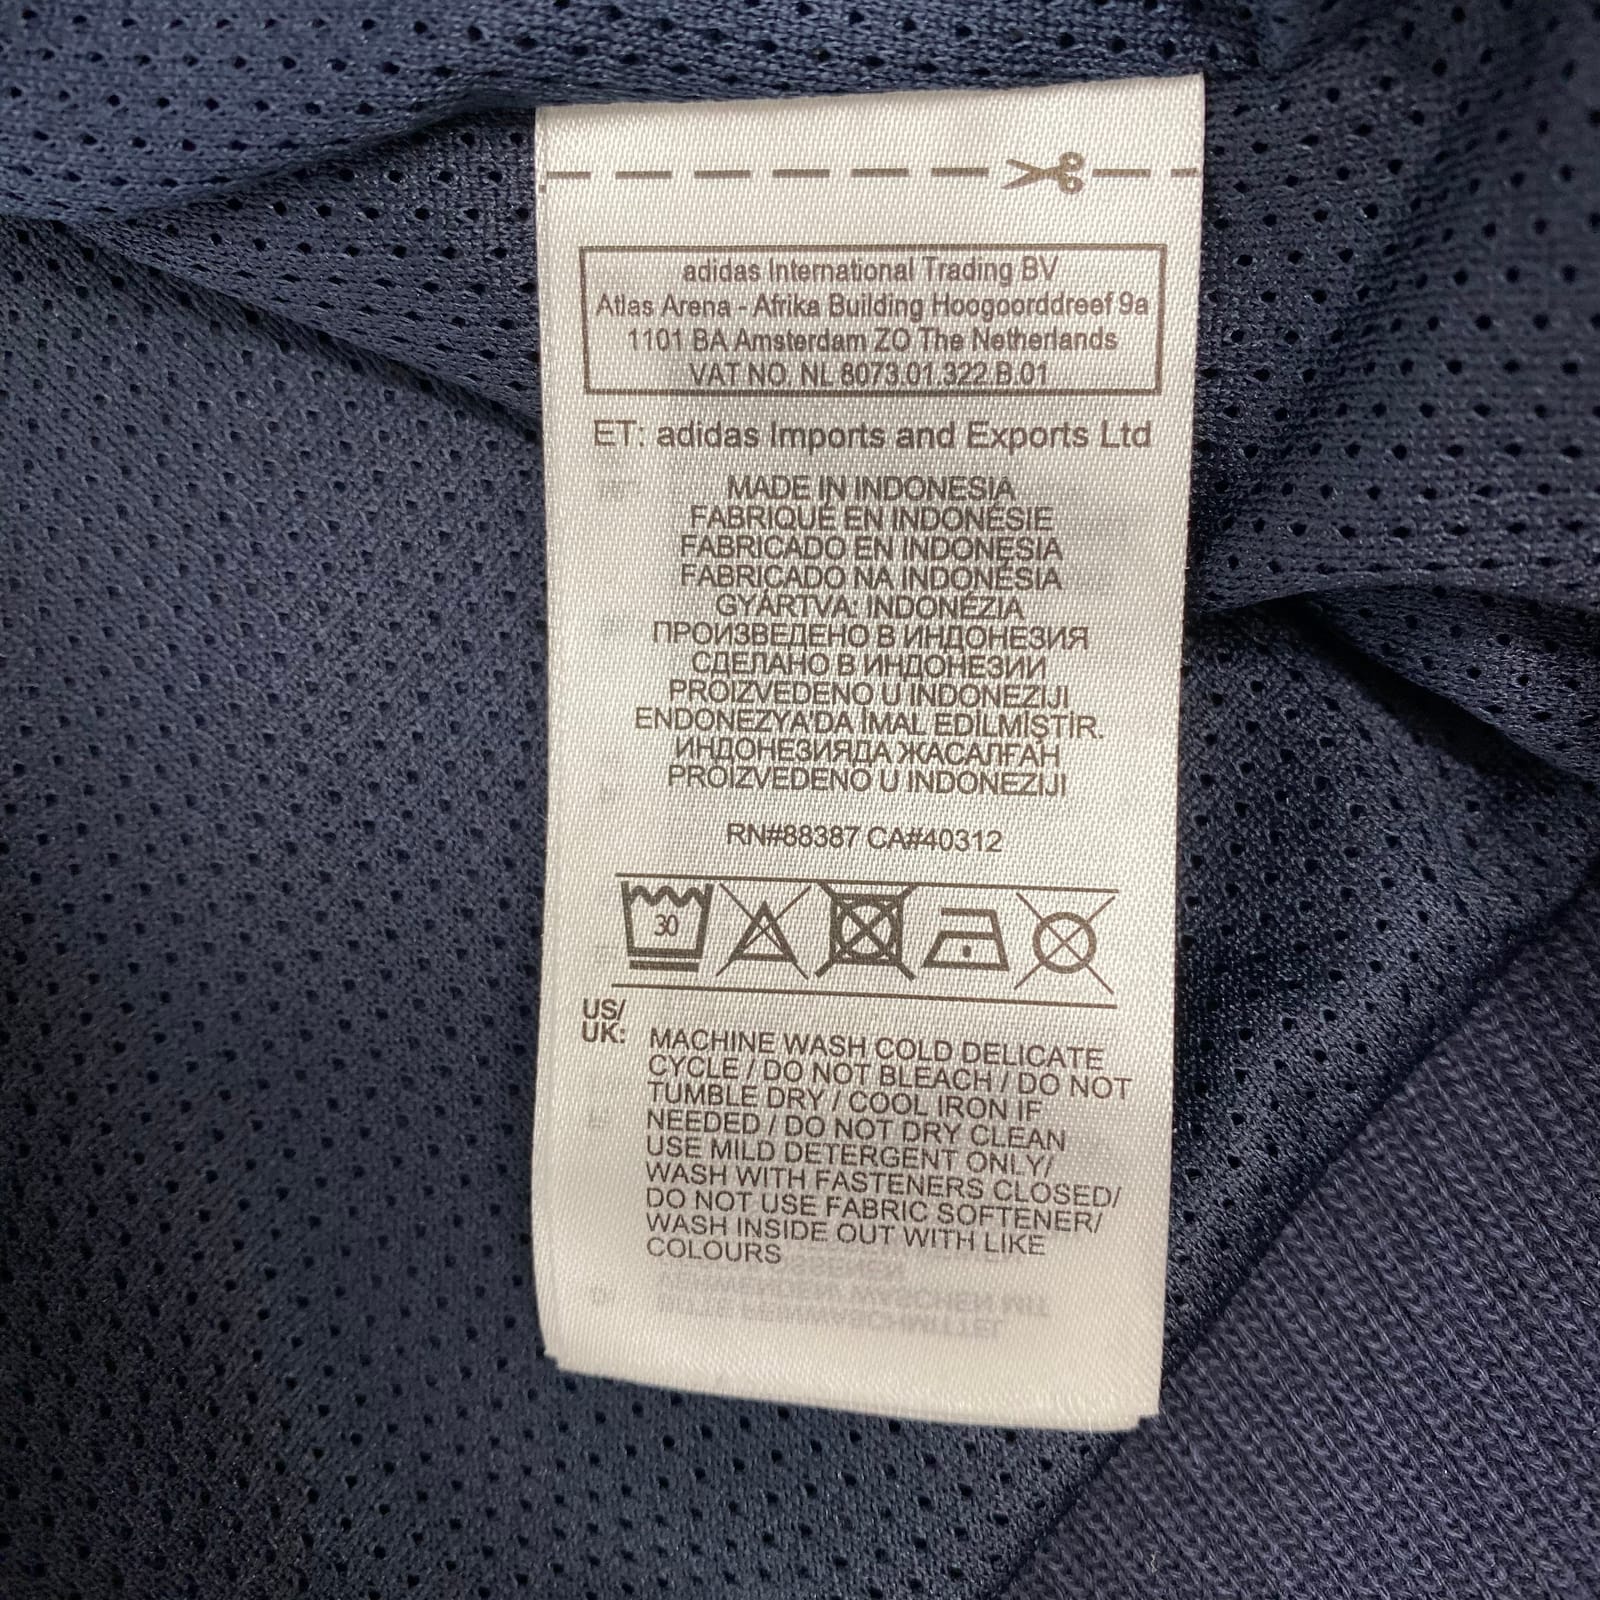 adidas International Trading BV
Atlas Arena - Afrika Building Hoogoorddreef 9a
1101 BA Amsterdam ZO The Netherlands
VAT NO. NL 8073.01.322.B.01
ET: adidas Imports and Exports Ltd
MADE IN INDONESIA
FABRIQUÉ EN INDONÉSIE
FABRICADO EN INDONESIA
FABRICADO NA INDONÉSIA
GYÁRTVA: INDONÉZIA
ПРОИЗВЕДЕНО В ИНДОНЕЗИЯ
СДЕЛАНО В ИНДОНЕЗИИ
PROIZVEDENO U INDONEZIJI
ENDONEZYA'DA İMAL EDİLMİŞTİR.
ИНДОНЕЗИЯДА ЖАСАЛҒАН
PROIZVEDENO U INDONEZIJI
RN#88387 CA#40312
30
US/
UK: MACHINE WASH COLD DELICATE
CYCLE / DO NOT BLEACH / DO NOT
TUMBLE DRY / COOL IRON IF
NEEDED / DO NOT DRY CLEAN
USE MILD DETERGENT ONLY/
WASH WITH FASTENERS CLOSED/
DO NOT USE FABRIC SOFTENER/
WASH INSIDE OUT WITH LIKE
COLOURS